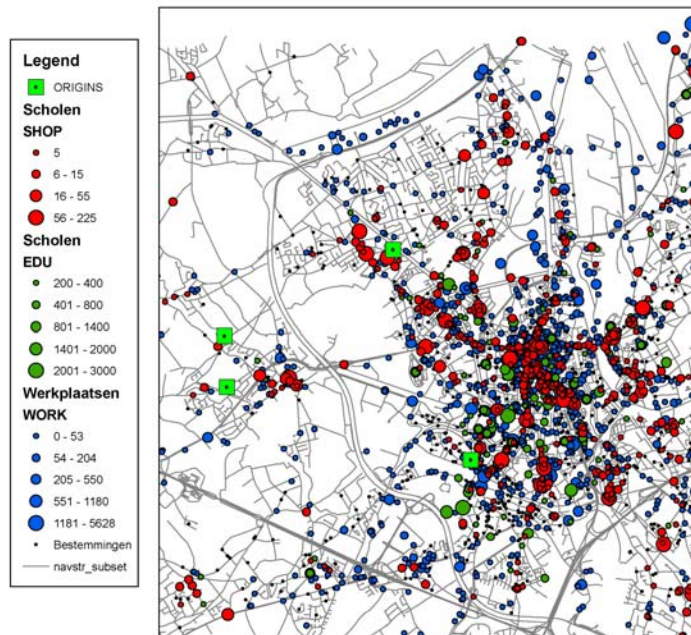 Legend
ORIGINS
Scholen
SHOP
5
6 - 15
16 - 55
56 - 225
Scholen
EDU
200 - 400
401 - 800
801 - 1400
1401 - 2000
2001 - 3000
Werkplaatsen
WORK
0 - 53
54 - 204
205 - 550
551 - 1180
1181 - 5628
Bestemmingen
navstr_subset